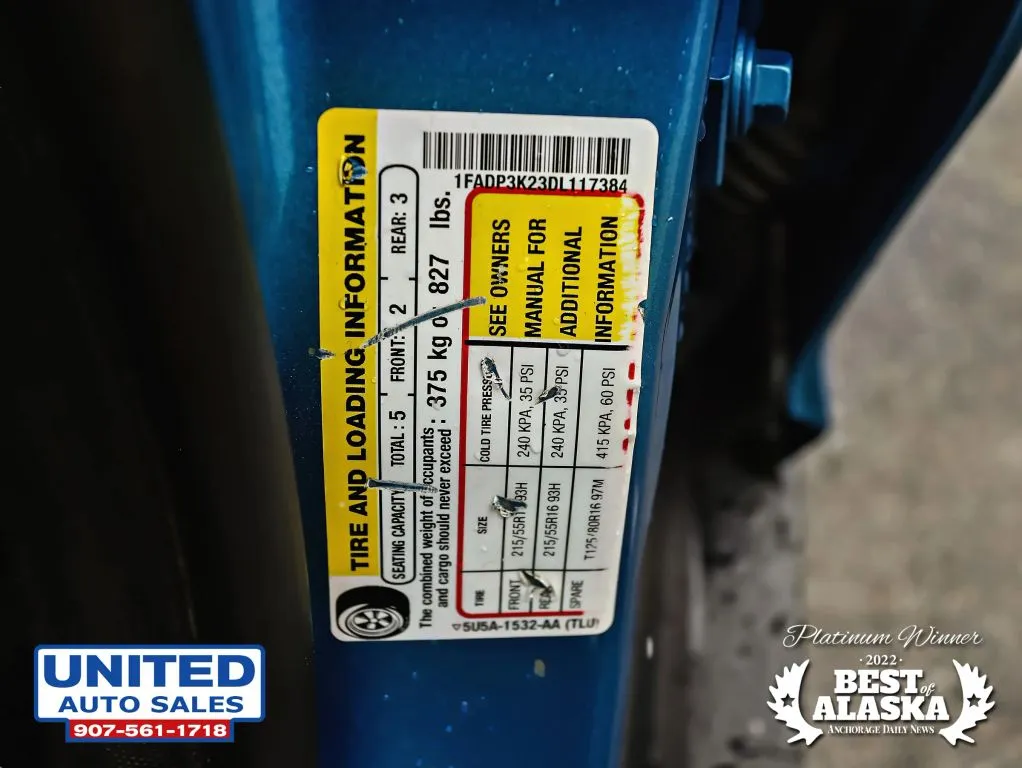 1FADP3K23DL117384
TIRE AND LOADING INFORMATION
SEATING CAPACITY TOTAL : 5 FRONT: 2 REAR: 3
The combined weight of occupants
and cargo should never exceed : 375 kg or 827 lbs.
TIRE SIZE COLD TIRE PRESSURE
FRONT 215/55R16 93H 240 KPA, 35 PSI
REAR 215/55R16 93H 240 KPA, 35 PSI
SPARE T125/80R16 97M 415 KPA, 60 PSI
SEE OWNERS
MANUAL FOR
ADDITIONAL
INFORMATION
5U5A-1532-AA (TLU)
UNITED
AUTO SALES
907-561-1718
Platinum Winner
·2022·
BEST of
ALASKA
ANCHORAGE DAILY NEWS